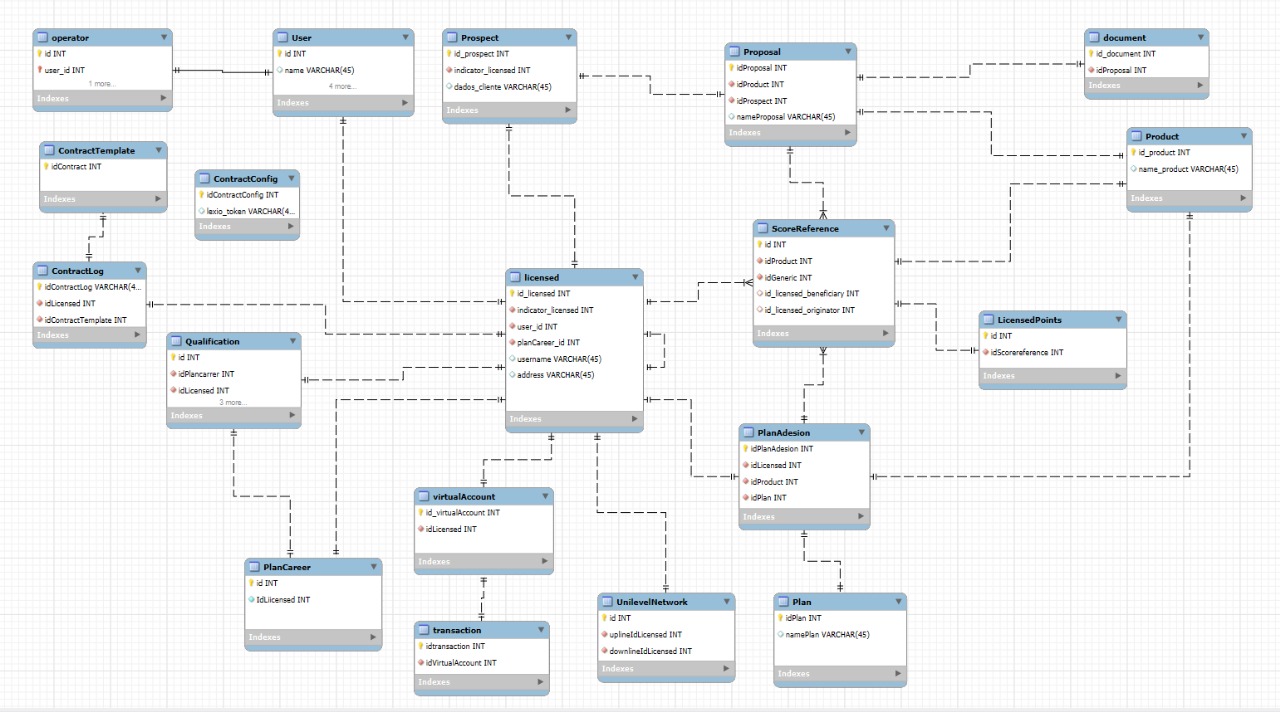 operator
id INT
user_id INT
1 more...
Indexes
User
id INT
name VARCHAR(45)
4 more...
Indexes
Prospect
id_prospect INT
indicator_licensed INT
dados_cliente VARCHAR(45)
Indexes
Proposal
idProposal INT
idProduct INT
idProspect INT
nameProposal VARCHAR(45)
Indexes
document
id_document INT
idProposal INT
Indexes
Product
id_product INT
name_product VARCHAR(45)
Indexes
ContractTemplate
idContract INT
Indexes
ContractConfig
idContractConfig INT
lexio_token VARCHAR(4...
Indexes
ContractLog
idContractLog VARCHAR(4...
idLicensed INT
idContractTemplate INT
Indexes
Qualification
id INT
idPlancarrer INT
idLicensed INT
3 more...
Indexes
licensed
id_licensed INT
indicator_licensed INT
user_id INT
planCareer_id INT
username VARCHAR(45)
address VARCHAR(45)
Indexes
ScoreReference
id INT
idProduct INT
idGeneric INT
id_licensed_beneficiary INT
id_licensed_originator INT
Indexes
LicensedPoints
id INT
idScorereference INT
Indexes
PlanAdesion
idPlanAdesion INT
idLicensed INT
idProduct INT
idPlan INT
Indexes
virtualAccount
id_virtualAccount INT
idLicensed INT
Indexes
PlanCareer
id INT
IdLiicensed INT
Indexes
transaction
idtransaction INT
idVirtualAccount INT
Indexes
UnilevelNetwork
id INT
uplineIdLicensed INT
downlineIdLicensed INT
Indexes
Plan
idPlan INT
namePlan VARCHAR(45)
Indexes